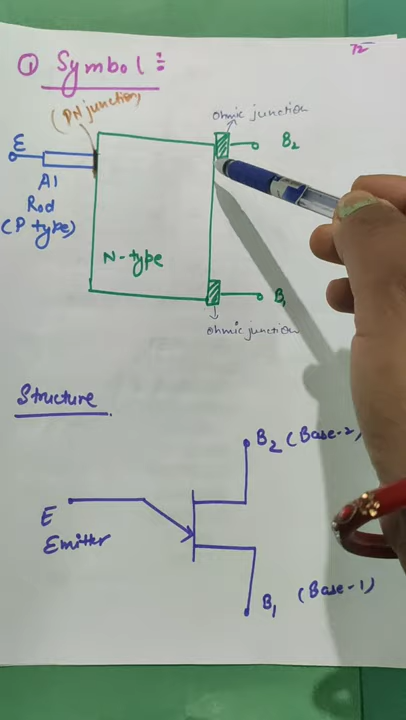 72
① Symbol :
(PN junction)
ohmic junction
E
B₂
Al
Rod
(P type)
N-type
B₁
ohmic junction
Structure
B₂ (Base-2)
E
Emitter
B₁ (Base-1)